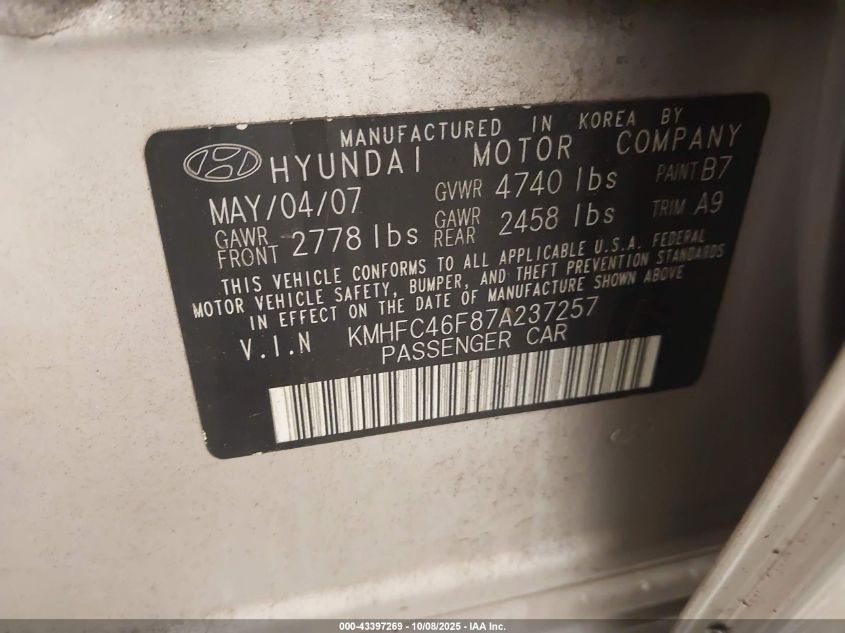 MANUFACTURED IN KOREA BY
HYUNDAI MOTOR COMPANY
MAY/04/07 GVWR 4740 lbs PAINT B7
GAWR FRONT 2778 lbs GAWR REAR 2458 lbs TRIM A9
THIS VEHICLE CONFORMS TO ALL APPLICABLE U.S.A. FEDERAL
MOTOR VEHICLE SAFETY, BUMPER, AND THEFT PREVENTION STANDARDS
IN EFFECT ON THE DATE OF MANUFACTURE SHOWN ABOVE
V.I.N KMHFC46F87A237257
PASSENGER CAR
000-43397269 - 10/08/2025 - IAA Inc.